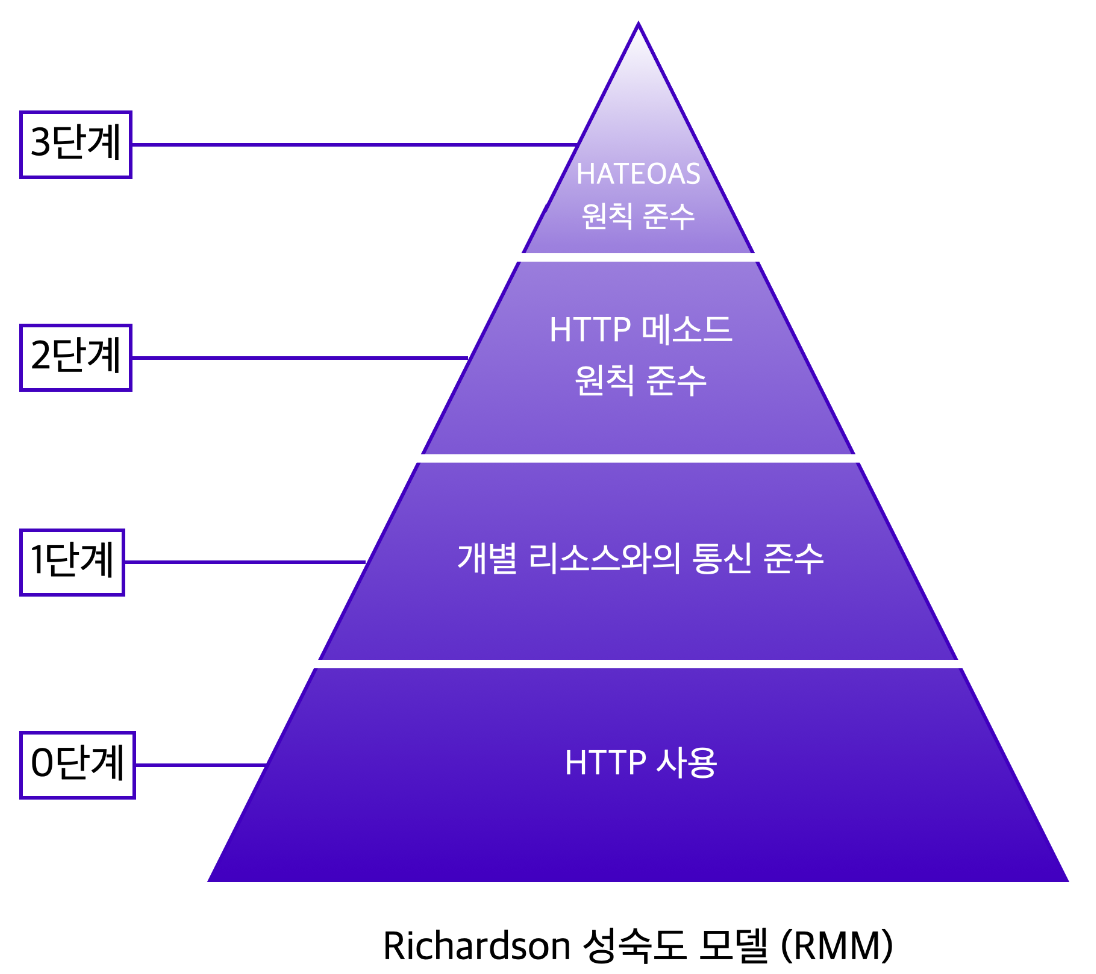 3단계
HATEOAS
원칙 준수
2단계
HTTP 메소드
원칙 준수
1단계
개별 리소스와의 통신 준수
0단계
HTTP 사용
Richardson 성숙도 모델 (RMM)